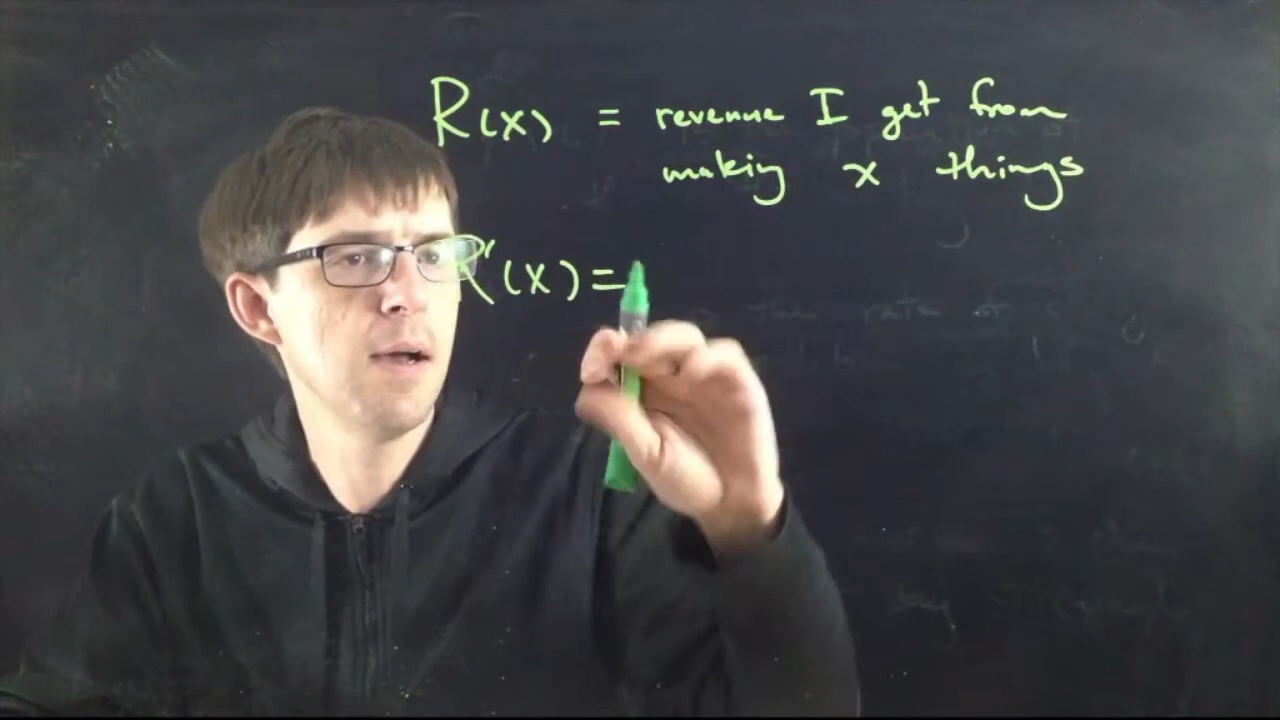 R(x) = revenue I get from
making x things
R'(x) =